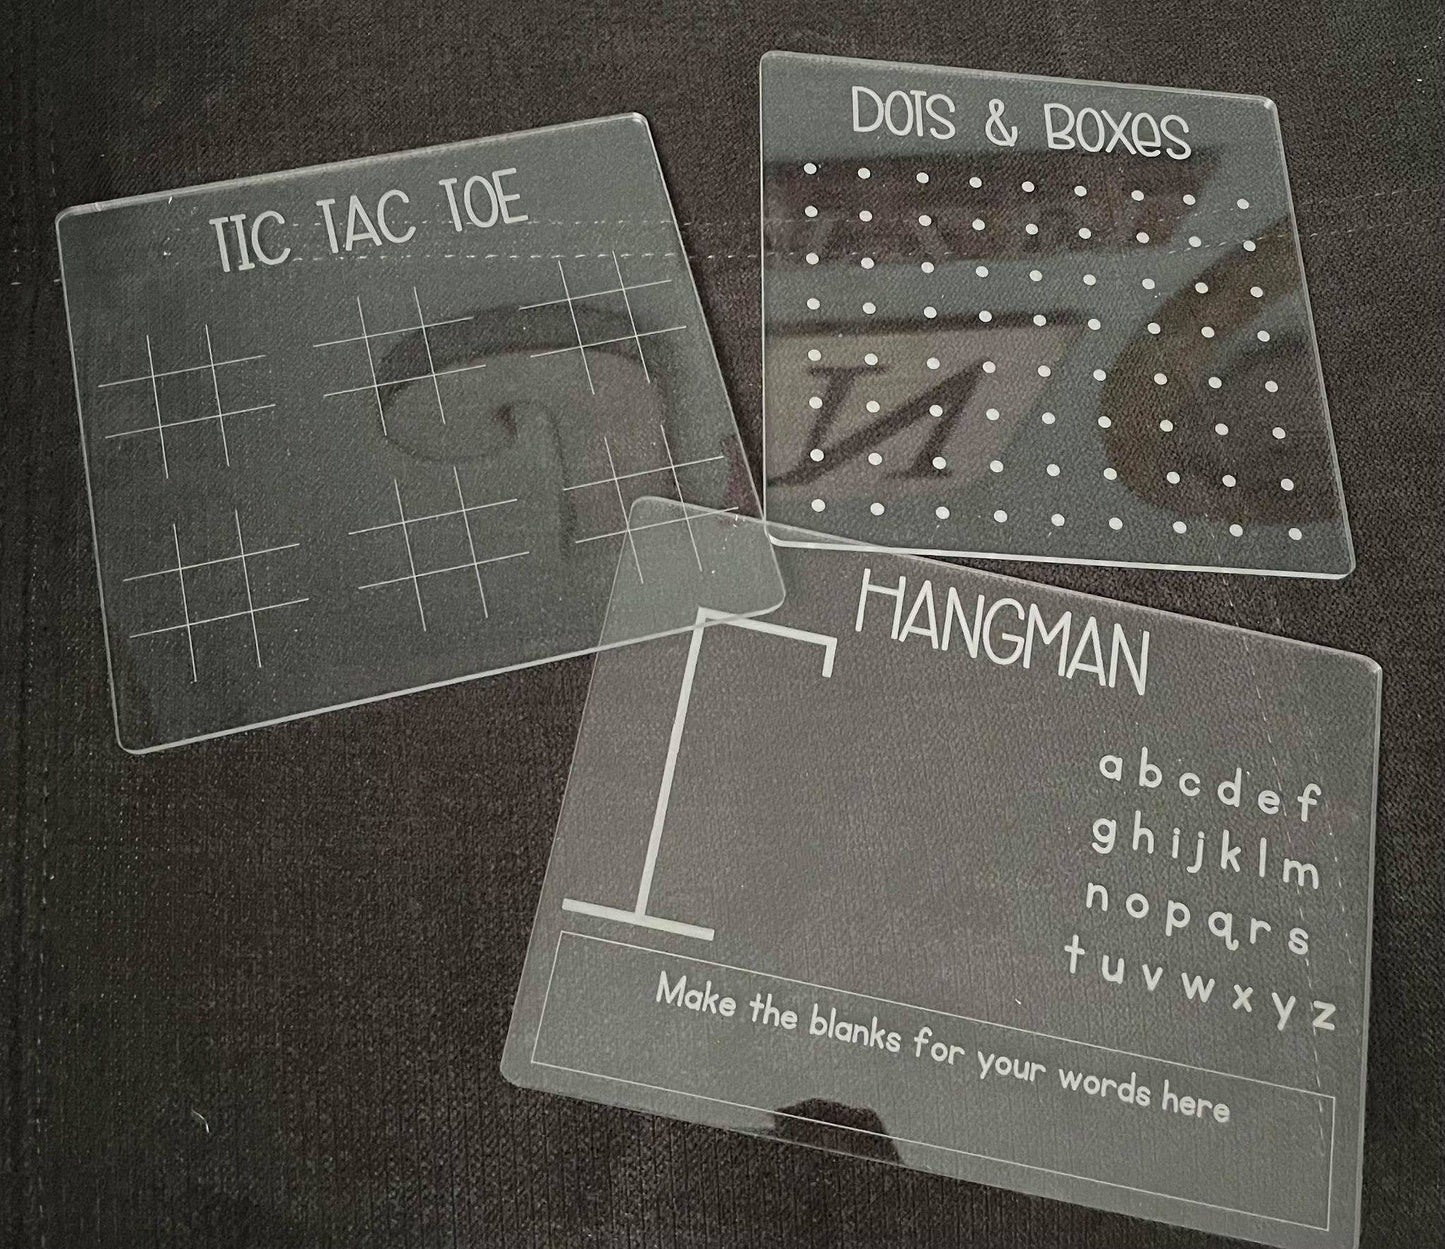 TIC TAC TOE
DOTS & BOXES
HANGMAN
a b c d e f
g h i j k l m
n o p q r s
t u v w x y z
Make the blanks for your words here